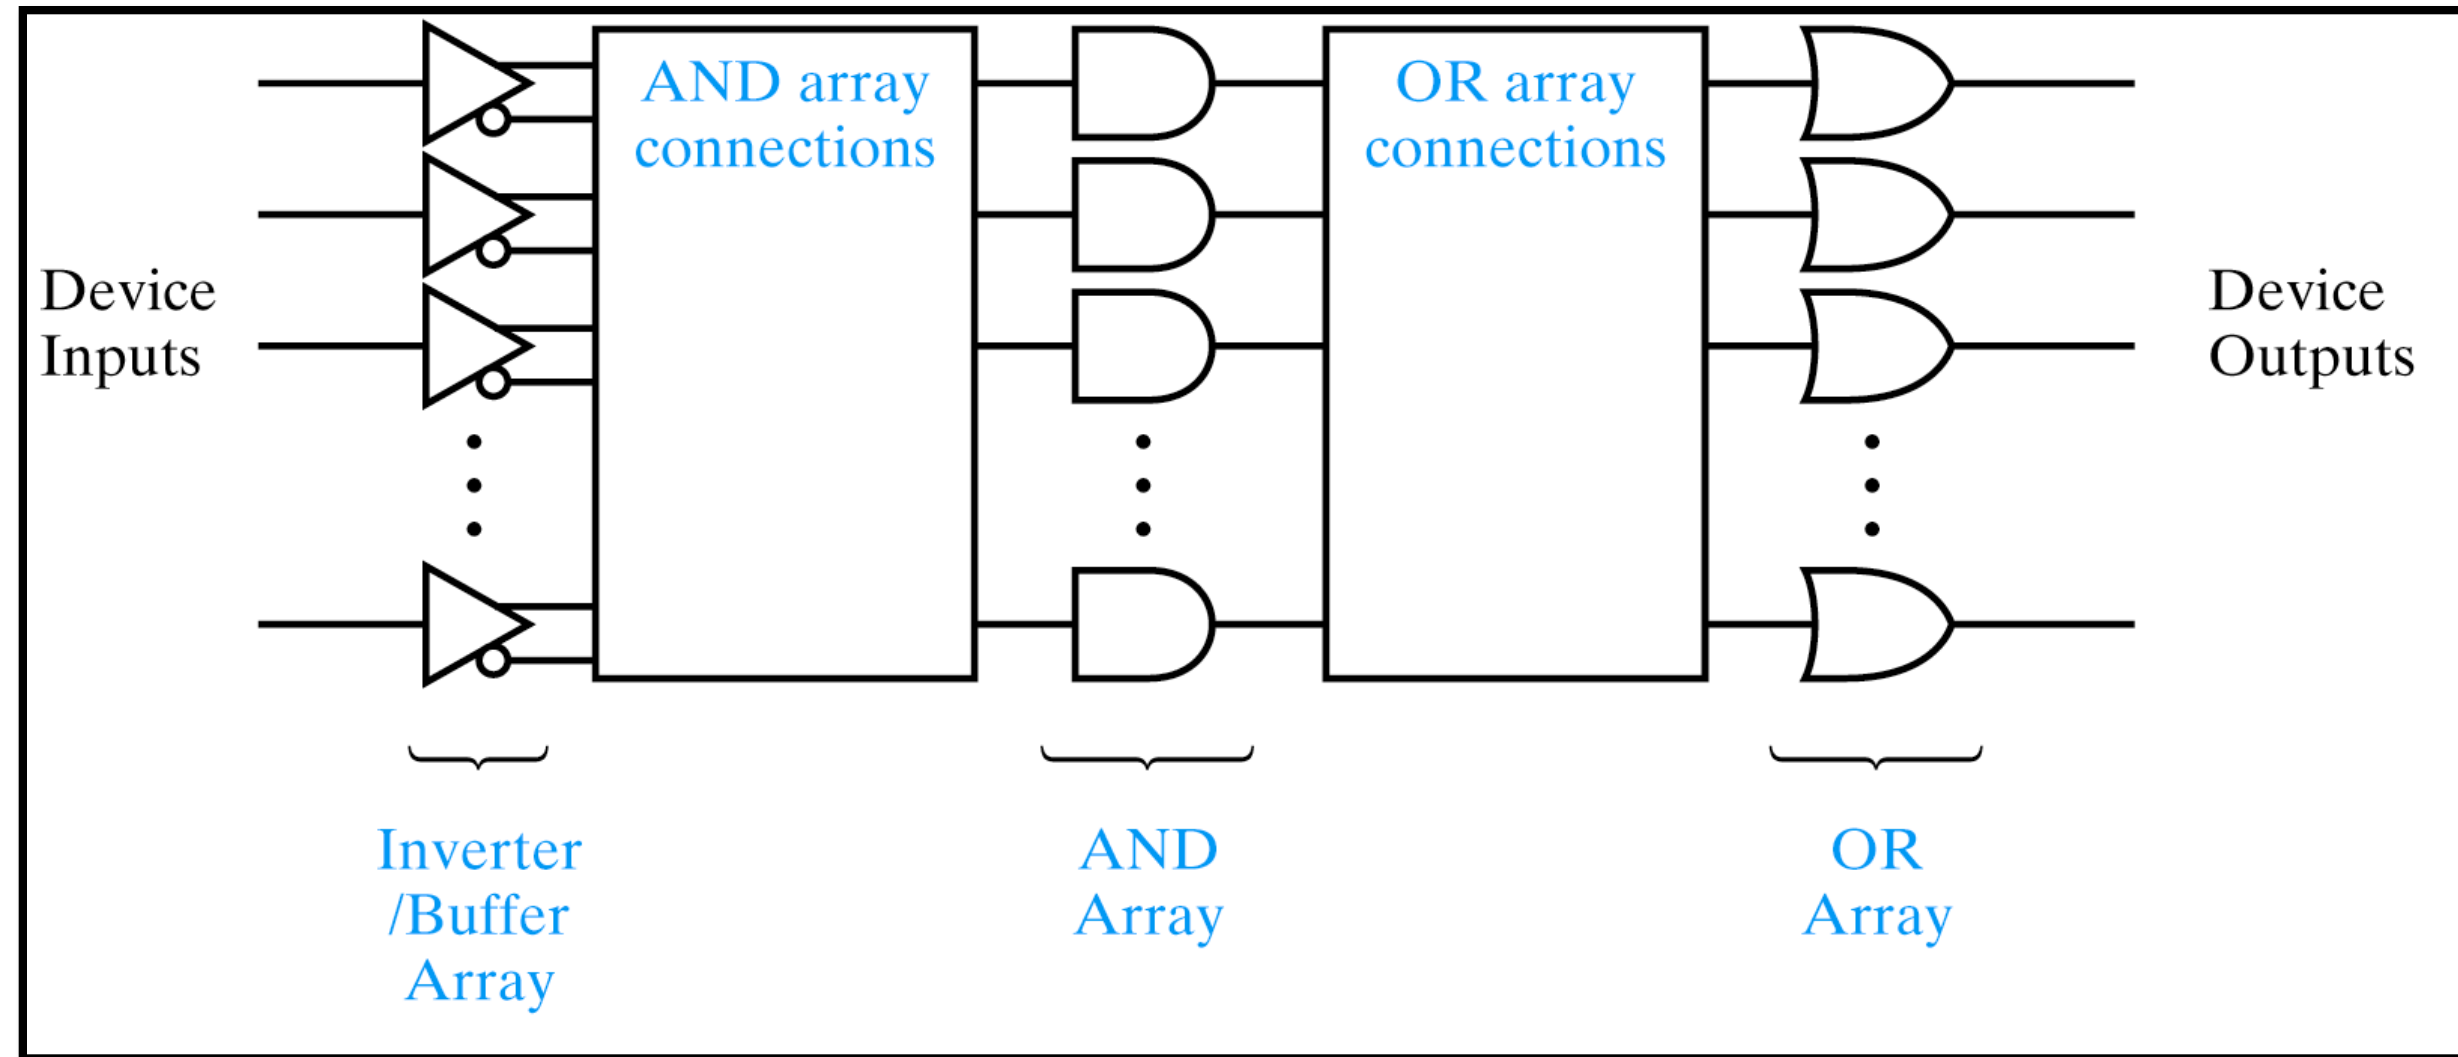 AND array
connections
OR array
connections
Device
Inputs
Device
Outputs
Inverter
/Buffer
Array
AND
Array
OR
Array